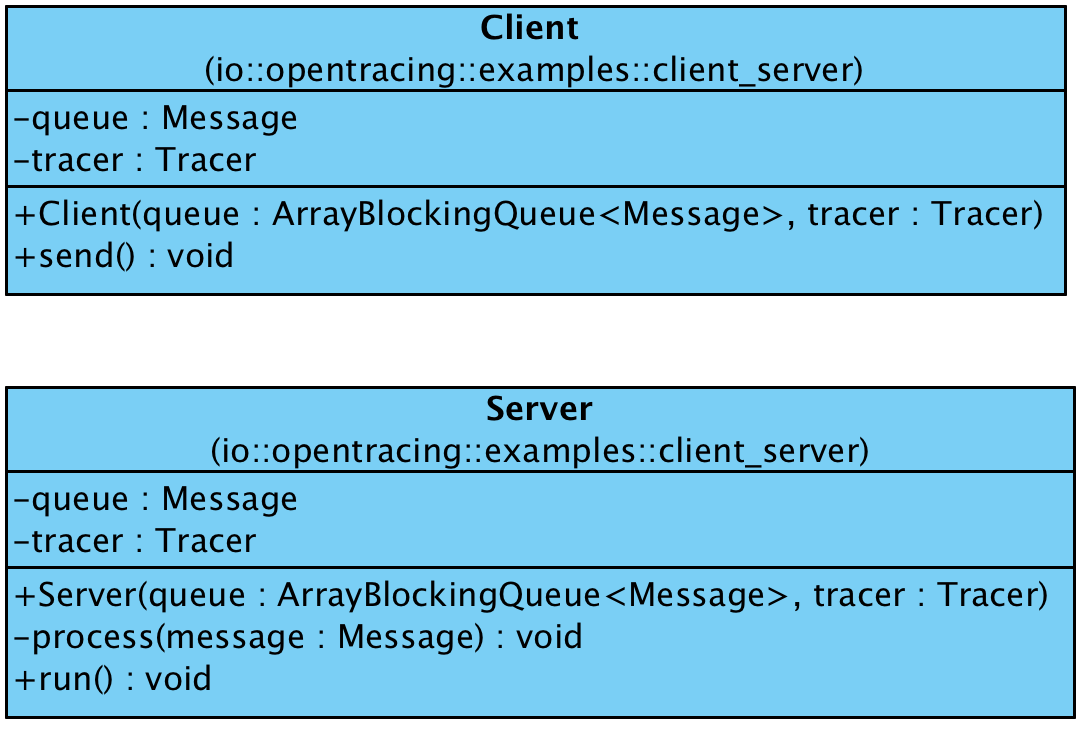 Client
(io::opentracing::examples::client_server)
-queue : Message
-tracer : Tracer
+Client(queue : ArrayBlockingQueue<Message>, tracer : Tracer)
+send() : void
Server
(io::opentracing::examples::client_server)
-queue : Message
-tracer : Tracer
+Server(queue : ArrayBlockingQueue<Message>, tracer : Tracer)
-process(message : Message) : void
+run() : void